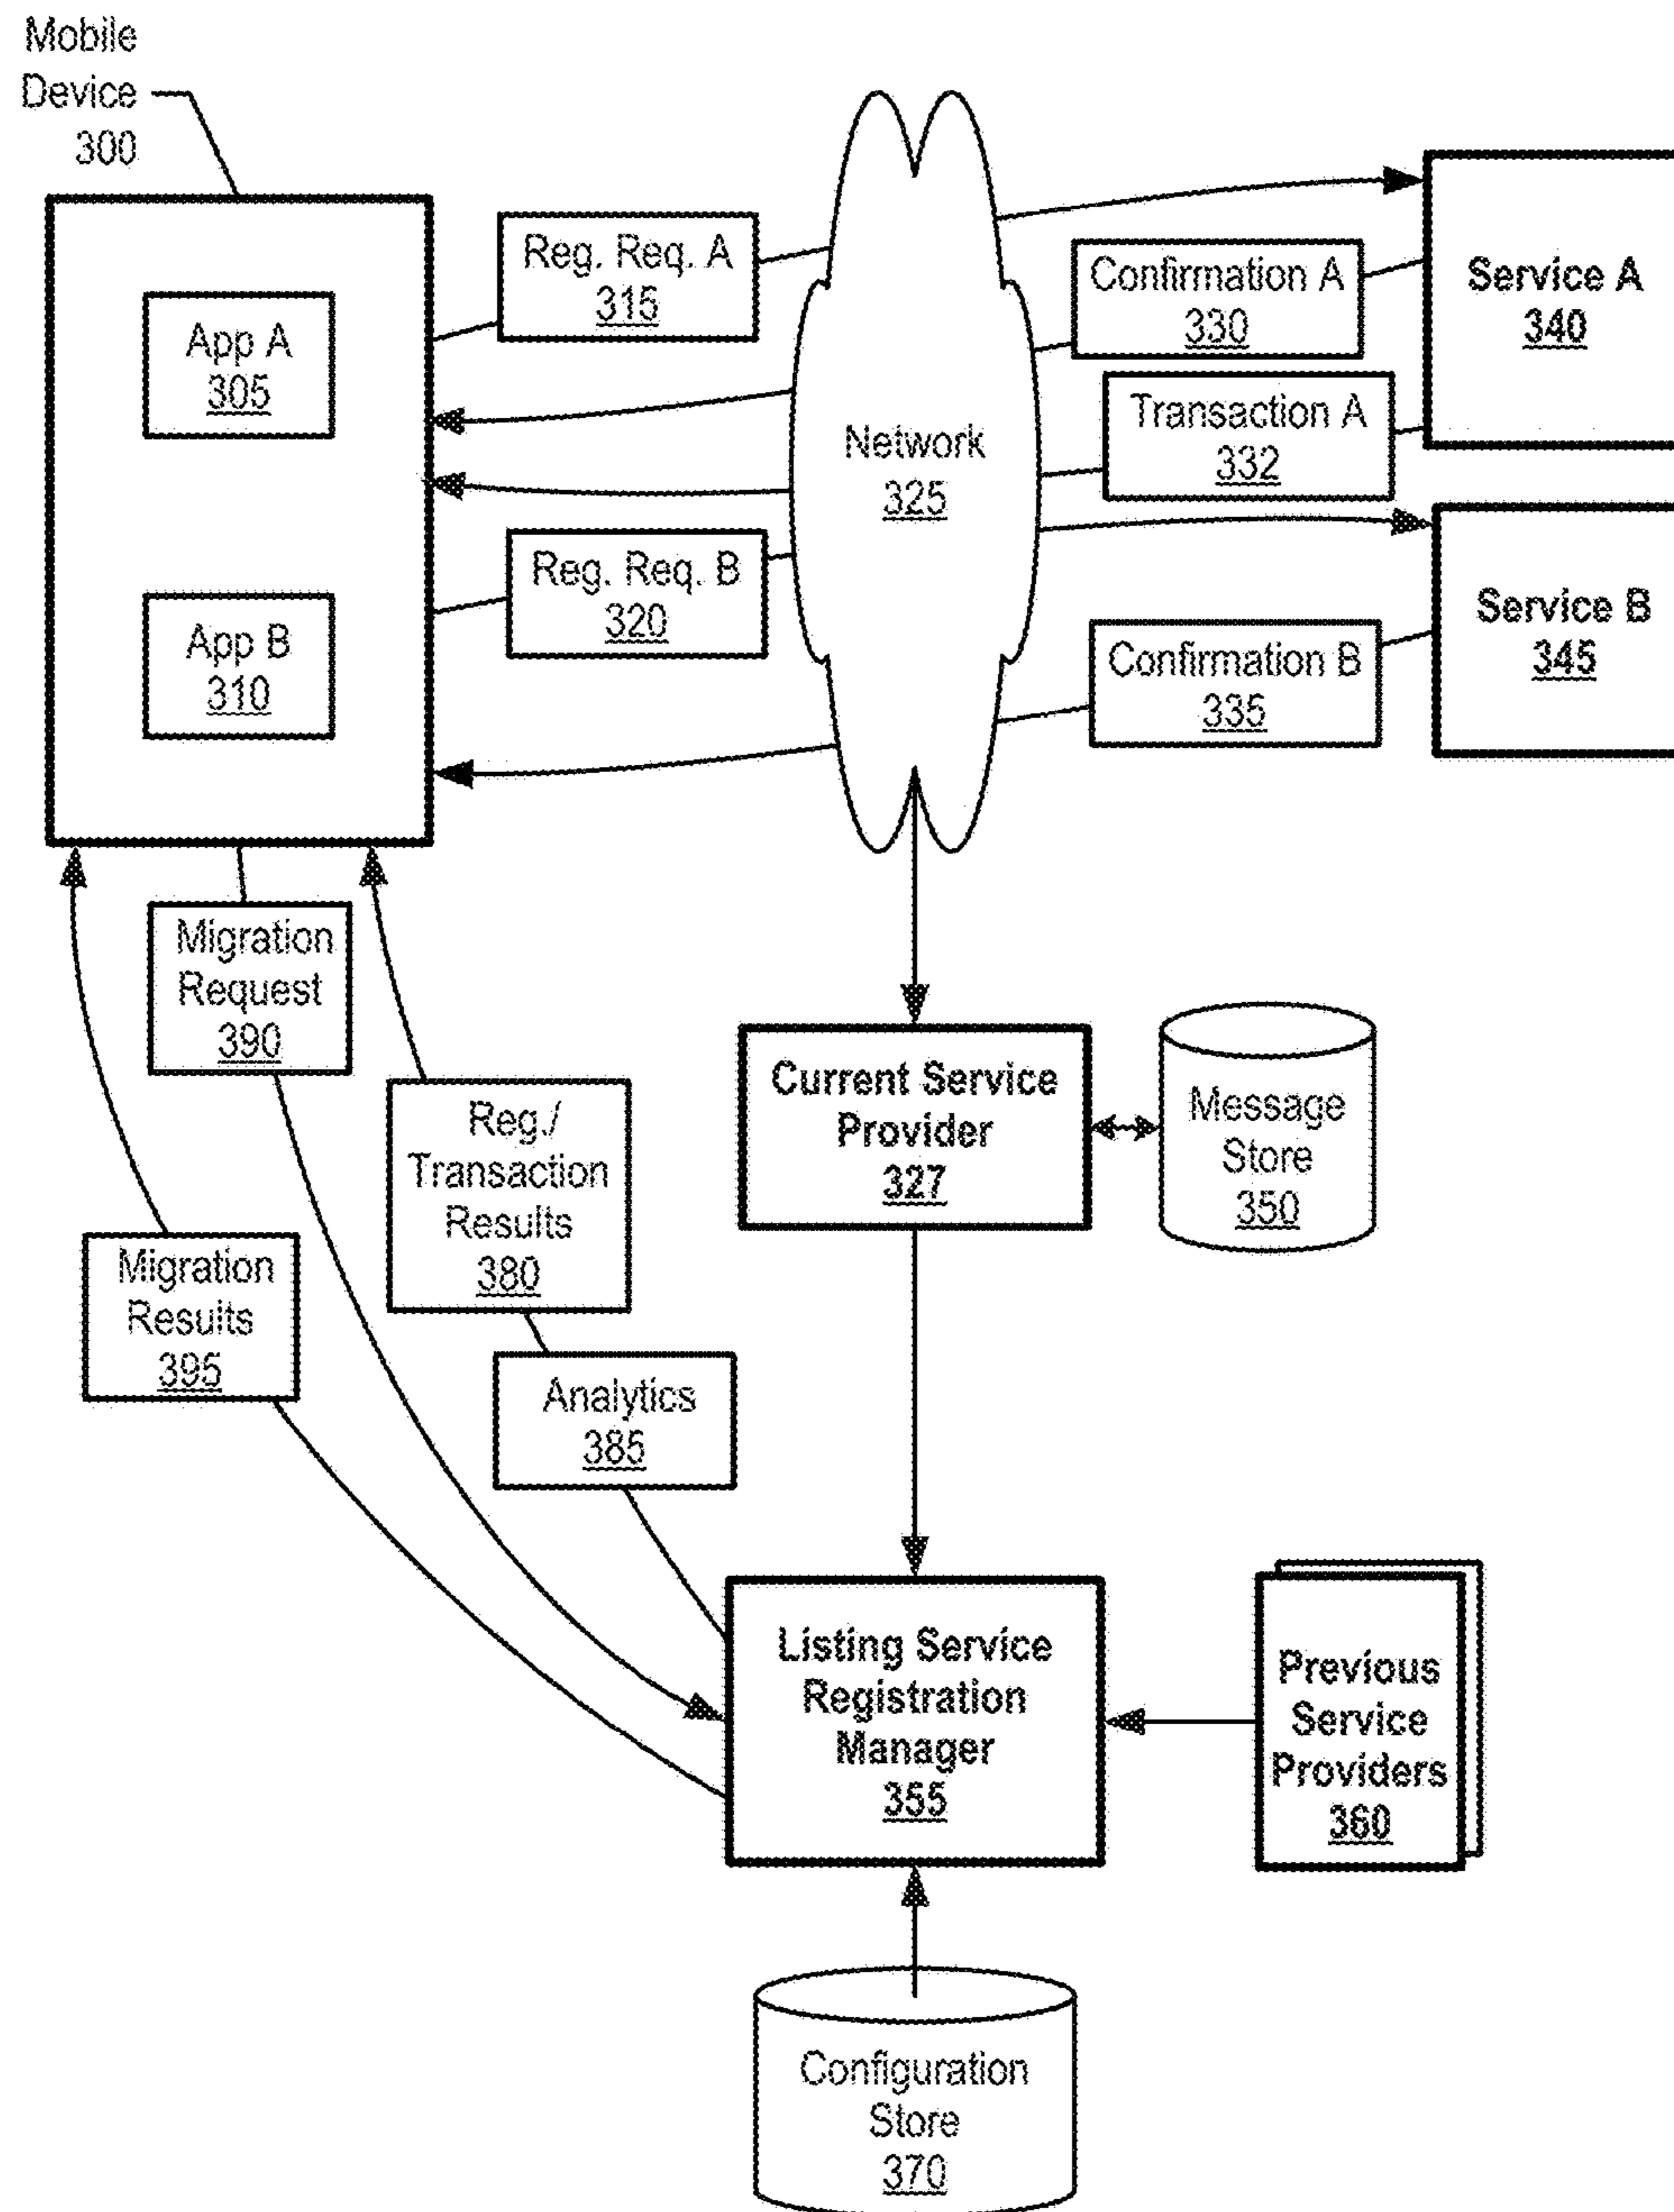 Mobile
Device
300
App A
305
App B
310
Reg. Req. A
315
Reg. Req. B
320
Network
325
Confirmation A
330
Transaction A
332
Confirmation B
335
Service A
340
Service B
345
Migration
Request
390
Reg./
Transaction
Results
380
Migration
Results
395
Analytics
385
Current Service
Provider
327
Message
Store
350
Listing Service
Registration
Manager
355
Previous
Service
Providers
360
Configuration
Store
370